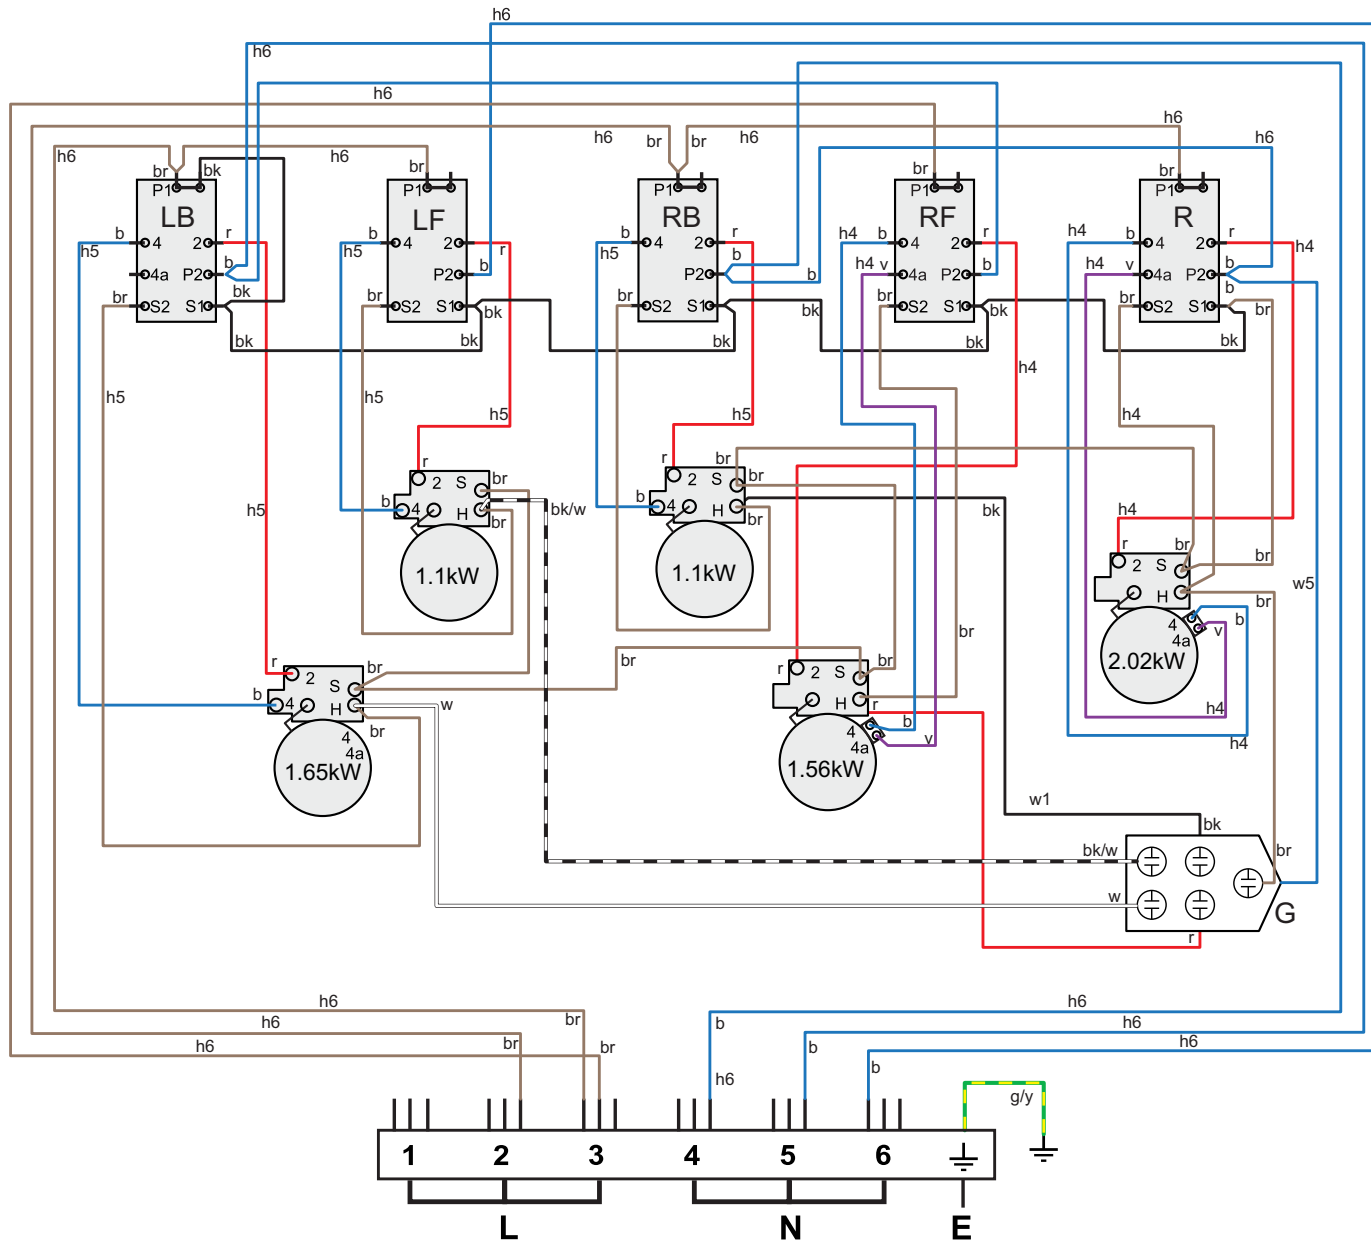 h6
h6
h6
h6 br br h6 h6
h6 br bk h6 br br br
P1 P1 P1 P1 P1
LB LF RB RF R
b 4 2 r b 4 2 r b 4 2 r b 4 2 r b 4 2 r
h5 h5 h5 h4 h4 h4
4a P2 b P2 b P2 b v 4a P2 b v 4a P2 b
br S2 S1 bk br S2 S1 bk br S2 S1 bk br S2 S1 bk br S2 S1 b br
bk bk bk bk bk
h4
h5 h5 h5 h5 h4
r 2 S br r 2 S br br
b 4 H br b 4 H br
h5 bk/w bk h4
1.1kW 1.1kW
r 2 S br
H br
w5
br br
4 b
4a v
2.02kW
h4
h4
r 2 S br
b 4 H br w
4
4a
1.65kW
r 2 S br
H r
4 b
4a v
1.56kW
w1
bk
bk/w br
w G
r
h6 h6
h6 br b h6
h6 br br b h6
h6 b
g/y
1 2 3 4 5 6
L N E